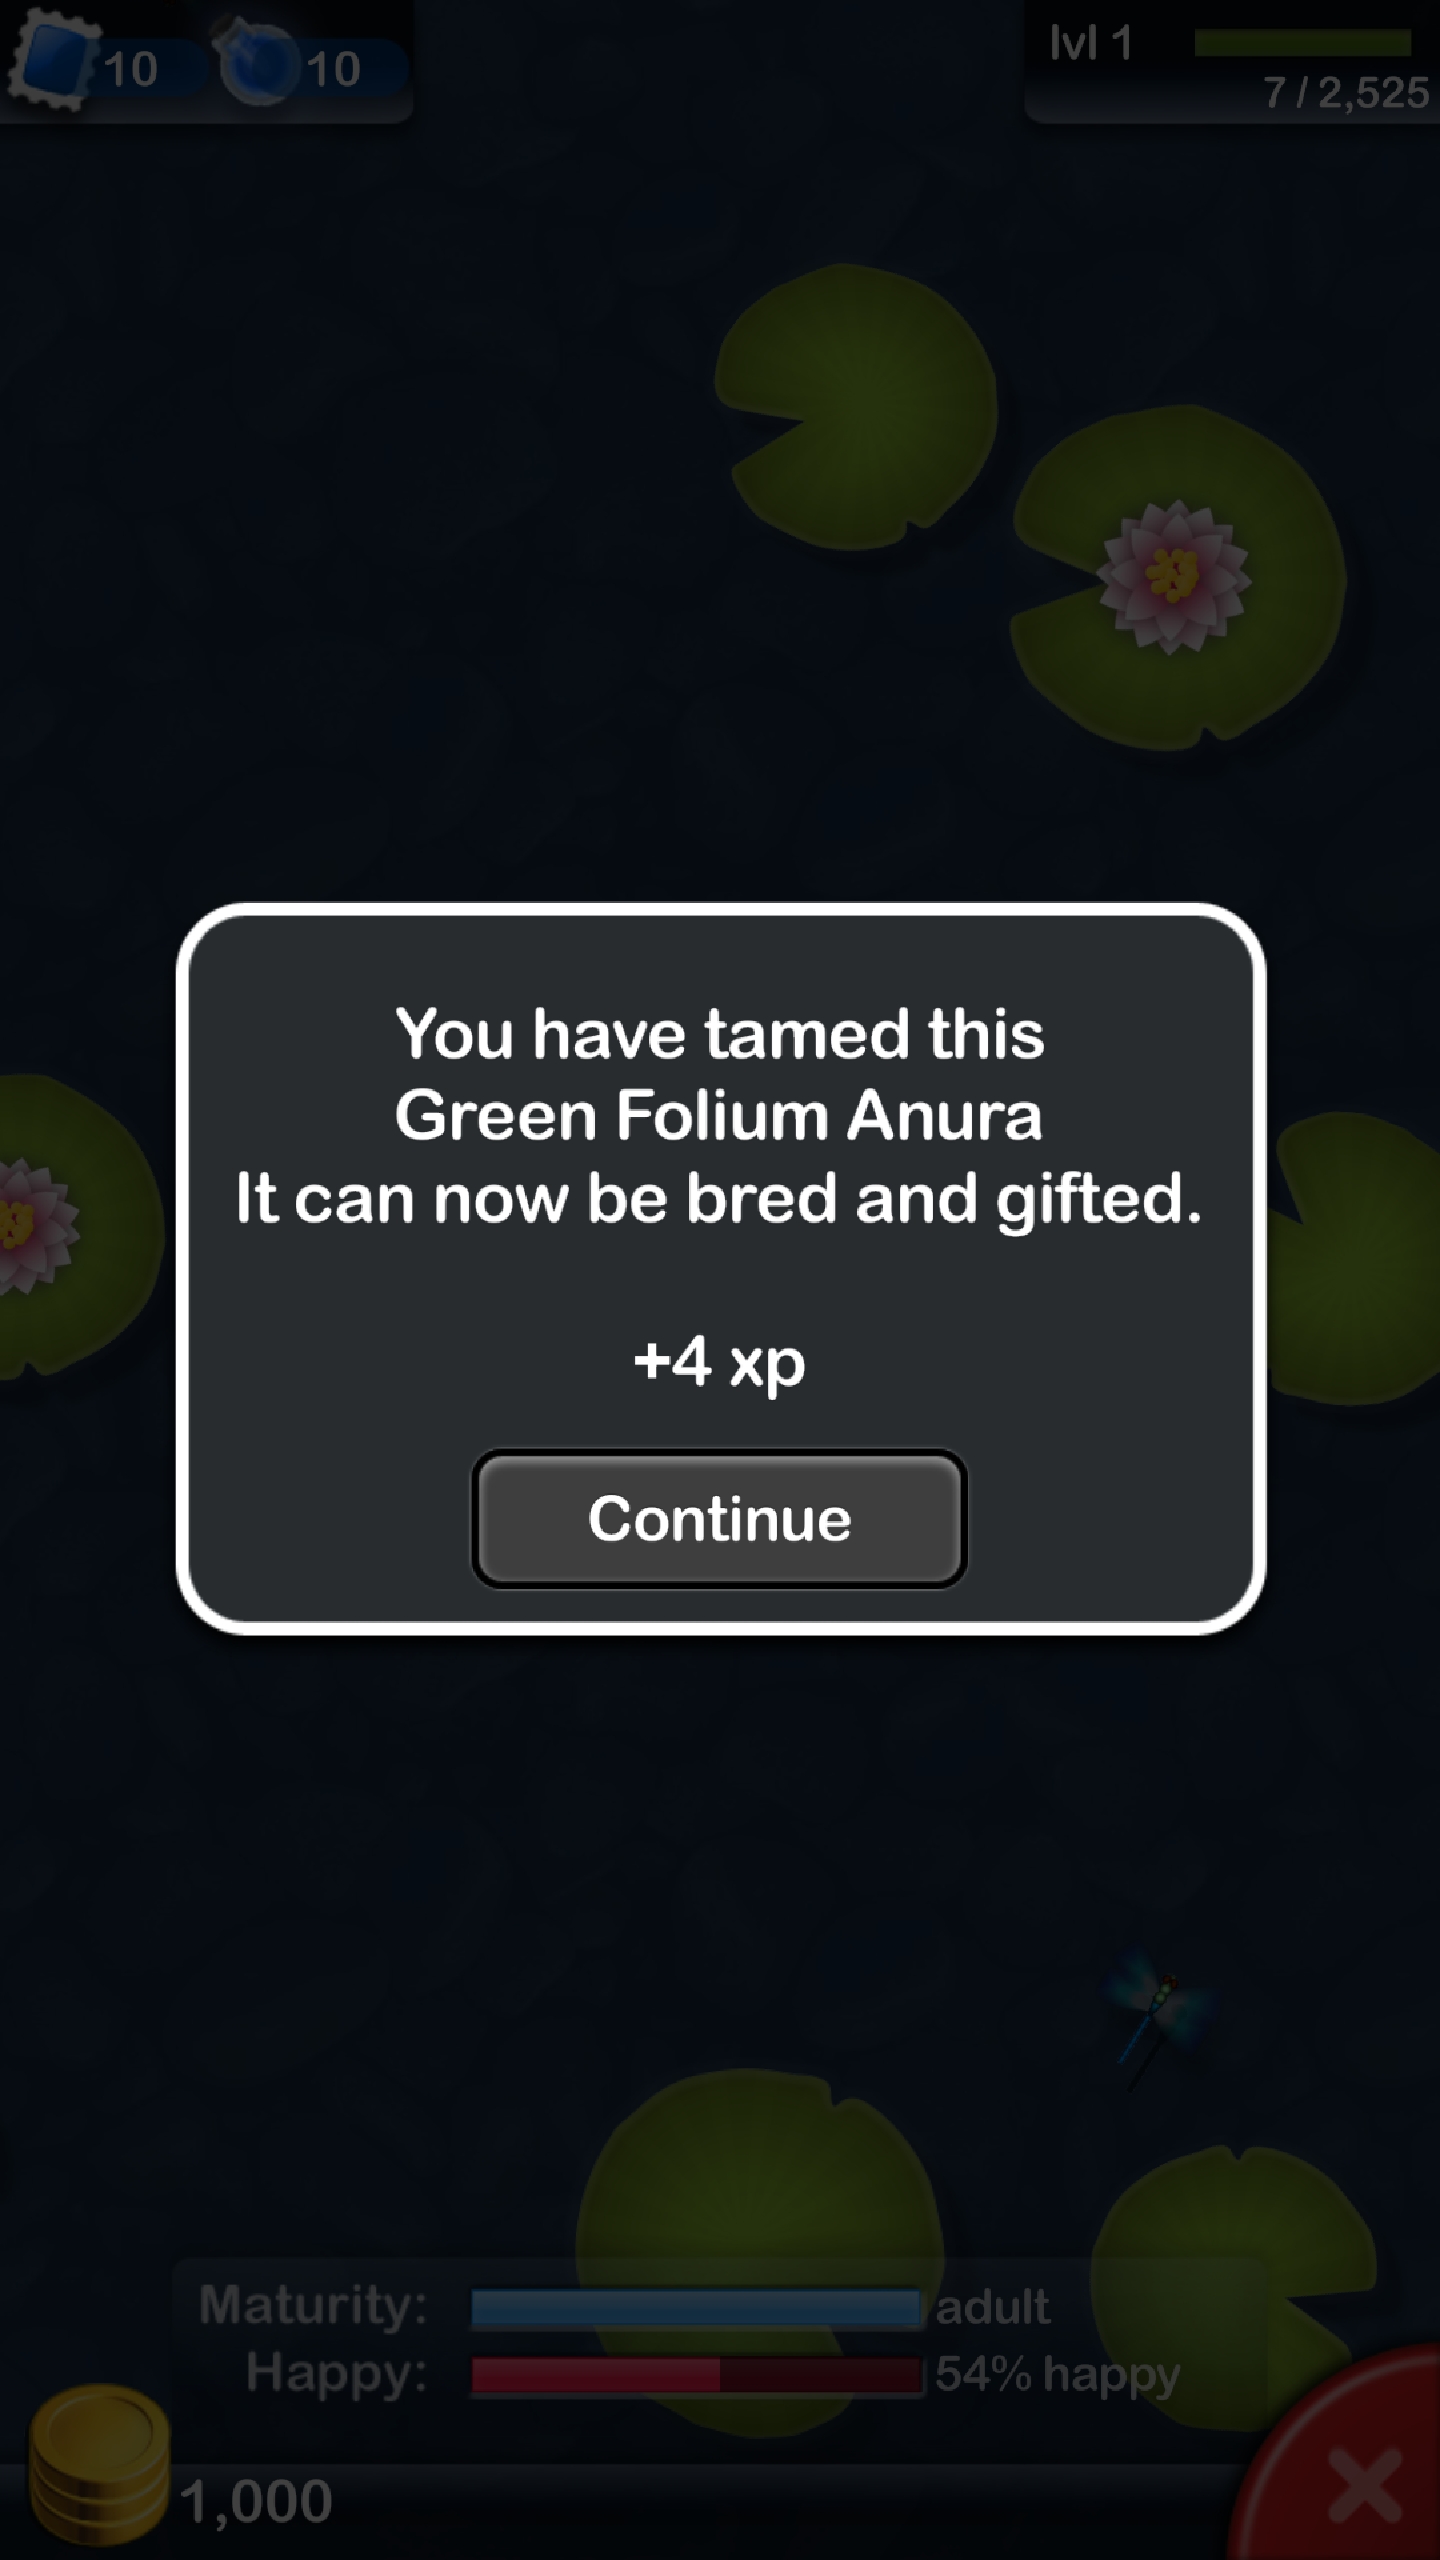 10
10
lvl 1
7 / 2,525
You have tamed this
Green Folium Anura
It can now be bred and gifted.
+4 xp
Continue
Maturity: adult
Happy: 54% happy
1,000